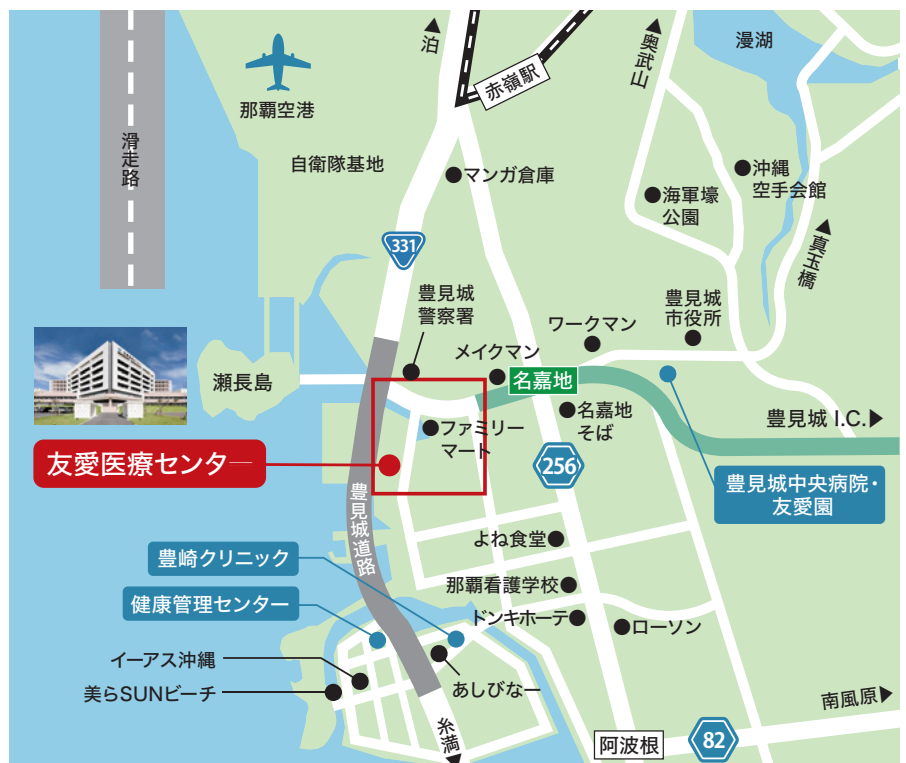 滑走路
那覇空港
自衛隊基地
▲泊
赤嶺駅
▲奥武山
漫湖
マンガ倉庫
海軍壕
公園
沖縄
空手会館
▲真玉橋
331
豊見城
警察署
メイクマン
ワークマン
豊見城
市役所
瀬長島
名嘉地
名嘉地
そば
豊見城 I.C.▶
ファミリー
マート
友愛医療センター
256
豊見城中央病院・
友愛園
豊見城道路
よね食堂
豊崎クリニック
那覇看護学校
健康管理センター
ドンキホーテ
ローソン
イーアス沖縄
美らSUNビーチ
あしびなー
南風原▶
糸満▼
阿波根
82